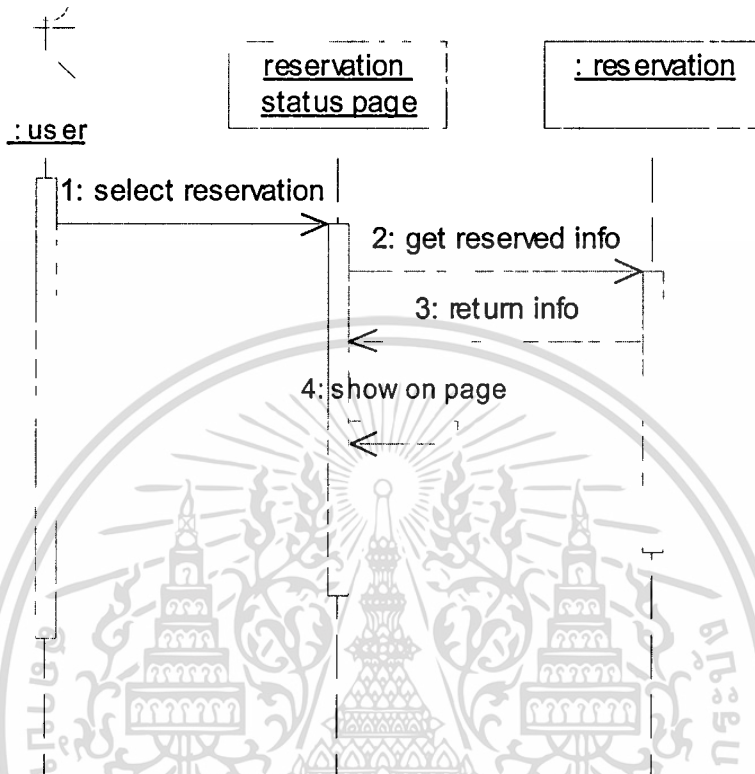 reservation
status page
: reservation
: user
1: select reservation
2: get reserved info
3: return info
4: show on page